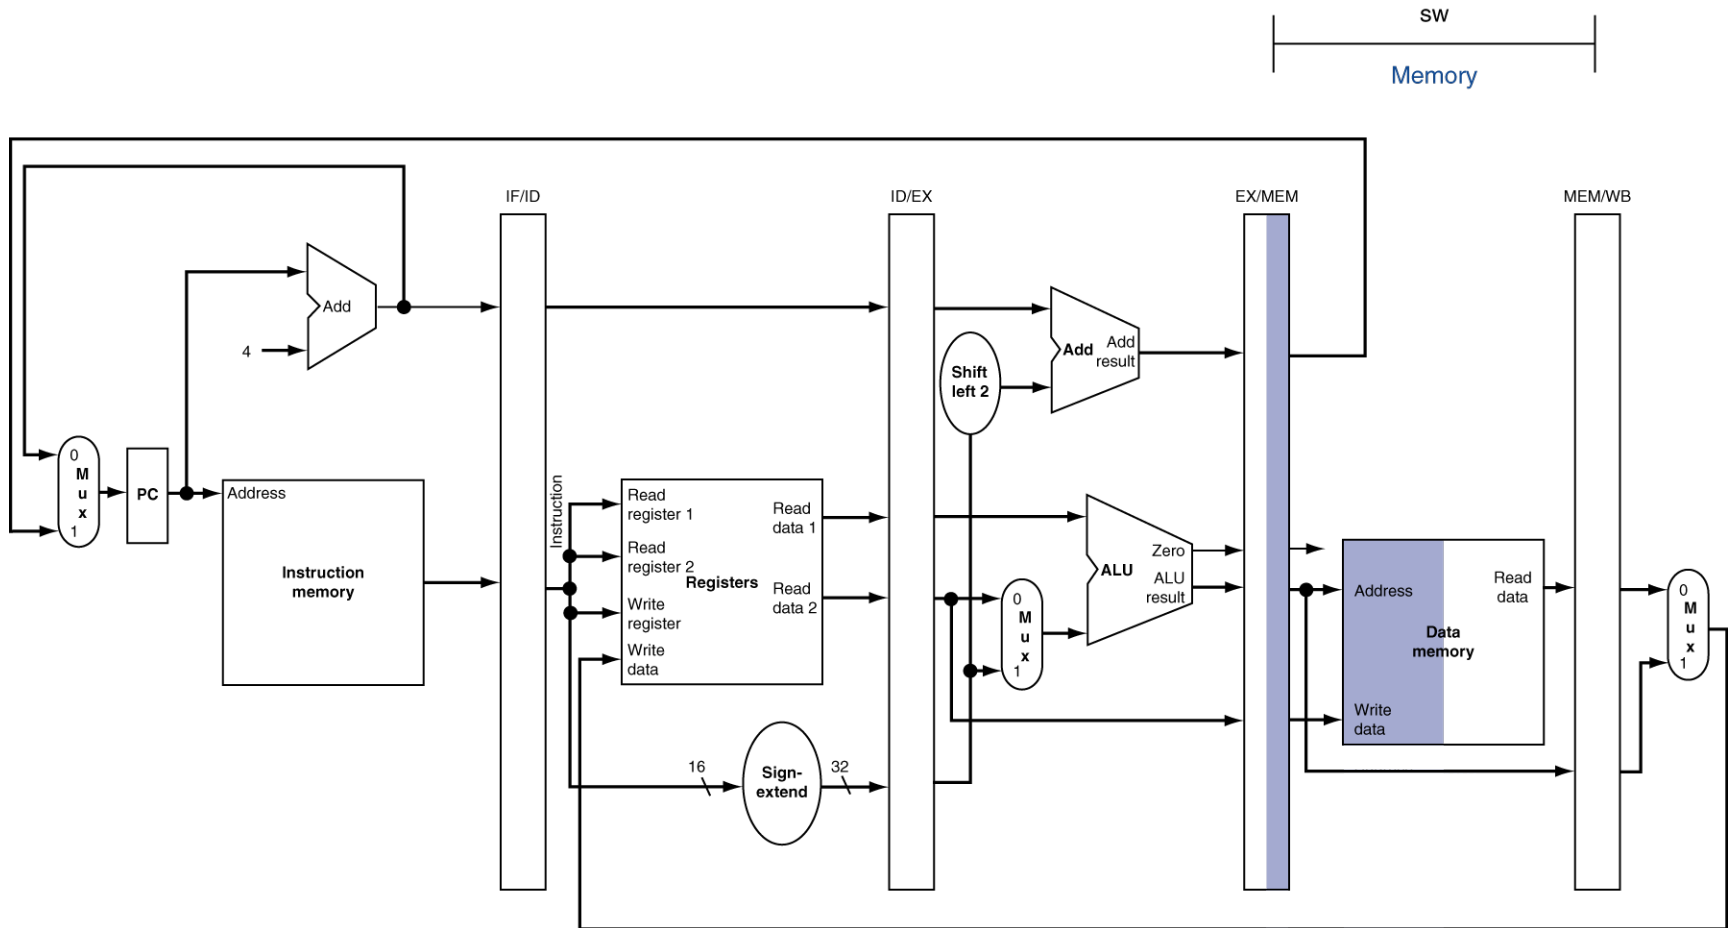 SW
Memory
IF/ID
ID/EX
EX/MEM
MEM/WB
Add
4
Add
Add
result
Shift
left 2
0
M
u
x
1
PC
Address
Instruction
memory
Instruction
Read
register 1
Read
register 2
Write
register
Write
data
Registers
Read
data 1
Read
data 2
16
Sign-
extend
32
0
M
u
x
1
ALU
Zero
ALU
result
Address
Read
data
Data
memory
Write
data
0
M
u
x
1